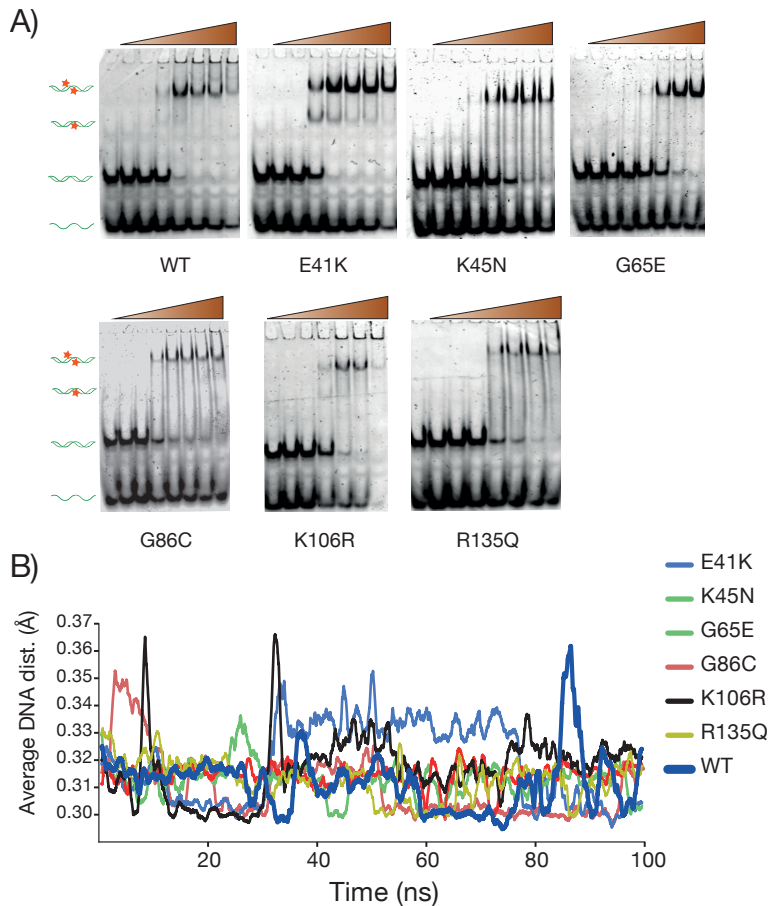 A)
WT
E41K
K45N
G65E
G86C
K106R
R135Q
B)
Average DNA dist. (Å)
0.37
0.36
0.35
0.34
0.33
0.32
0.31
0.30
20
40
60
80
100
Time (ns)
E41K
K45N
G65E
G86C
K106R
R135Q
WT